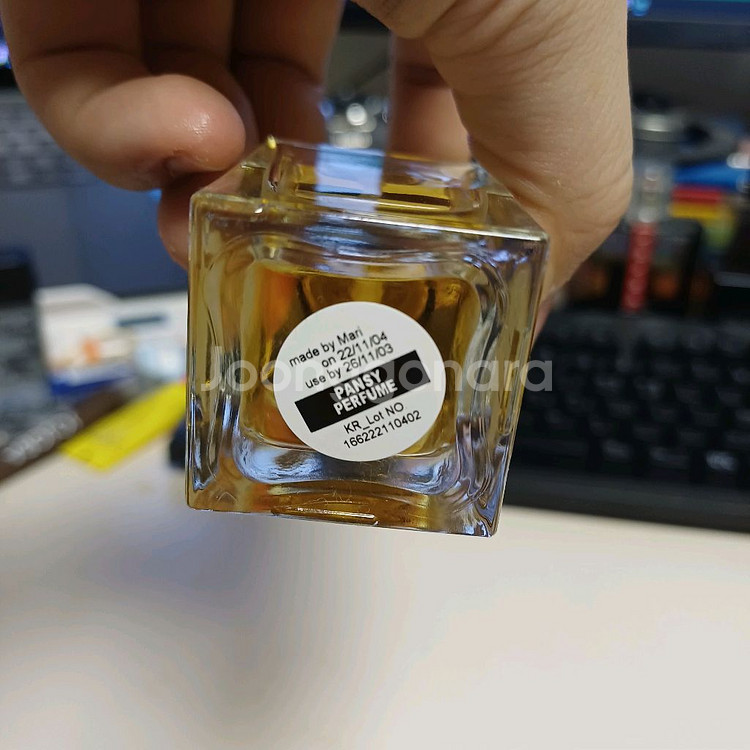 made by Mari
on 22/11/04
use by 26/11/03
PANSY
PERFUME
KR_Lot NO
166222110402